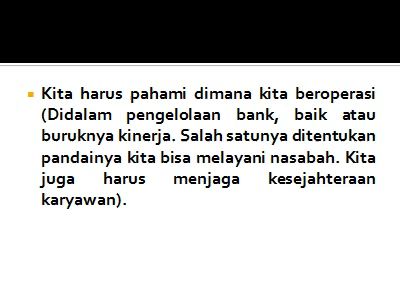 Kita harus pahami dimana kita beroperasi
(Didalam pengelolaan bank, baik atau
buruknya kinerja. Salah satunya ditentukan
pandainya kita bisa melayani nasabah. Kita
juga harus menjaga kesejahteraan
karyawan).